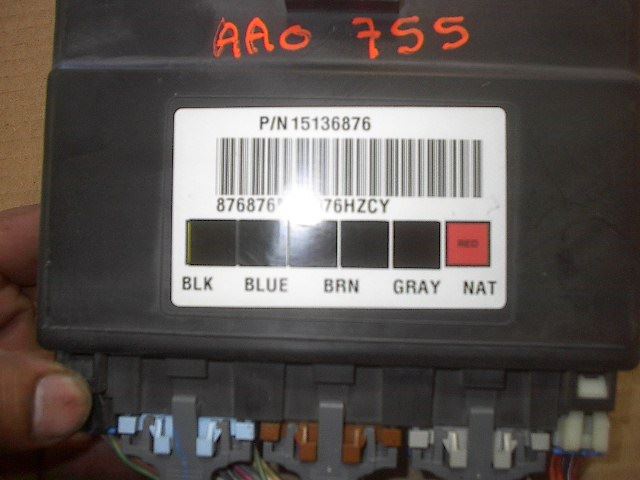 AAO 755
P/N 15136876
876876 76HZCY
RED
BLK BLUE BRN GRAY NAT